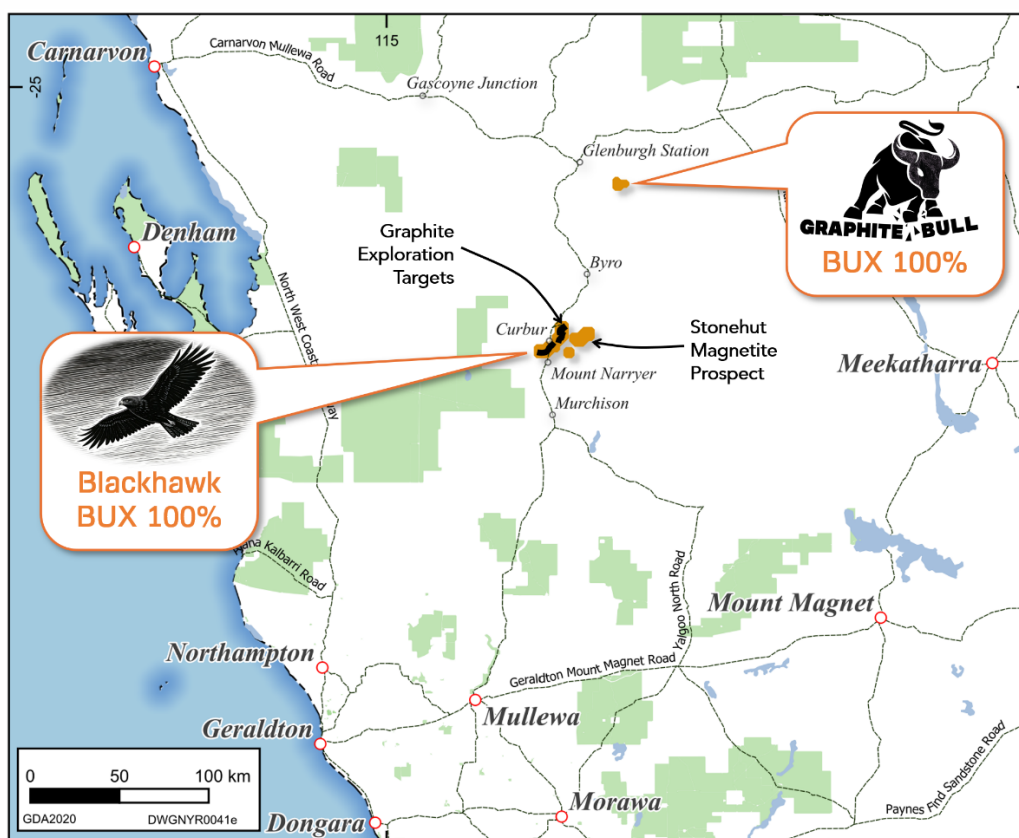 115
-25
Carnarvon
Carnarvon Mullewa Road
Gascoyne Junction
Glenburgh Station
GRAPHITE BULL
BUX 100%
Denham
Graphite
Exploration
Targets
Byro
North West Coast
way
Curbur
Stonehut
Magnetite
Prospect
Mount Narryer
Meekatharra
Murchison
Blackhawk
BUX 100%
Kalbarri Road
Yalgoo North Road
Mount Magnet
Northampton
Geraldton Mount Magnet Road
Mullewa
Geraldton
Paynes Find Sandstone Road
0 50 100 km
GDA2020 DWGNYR0041e
Morawa
Dongara